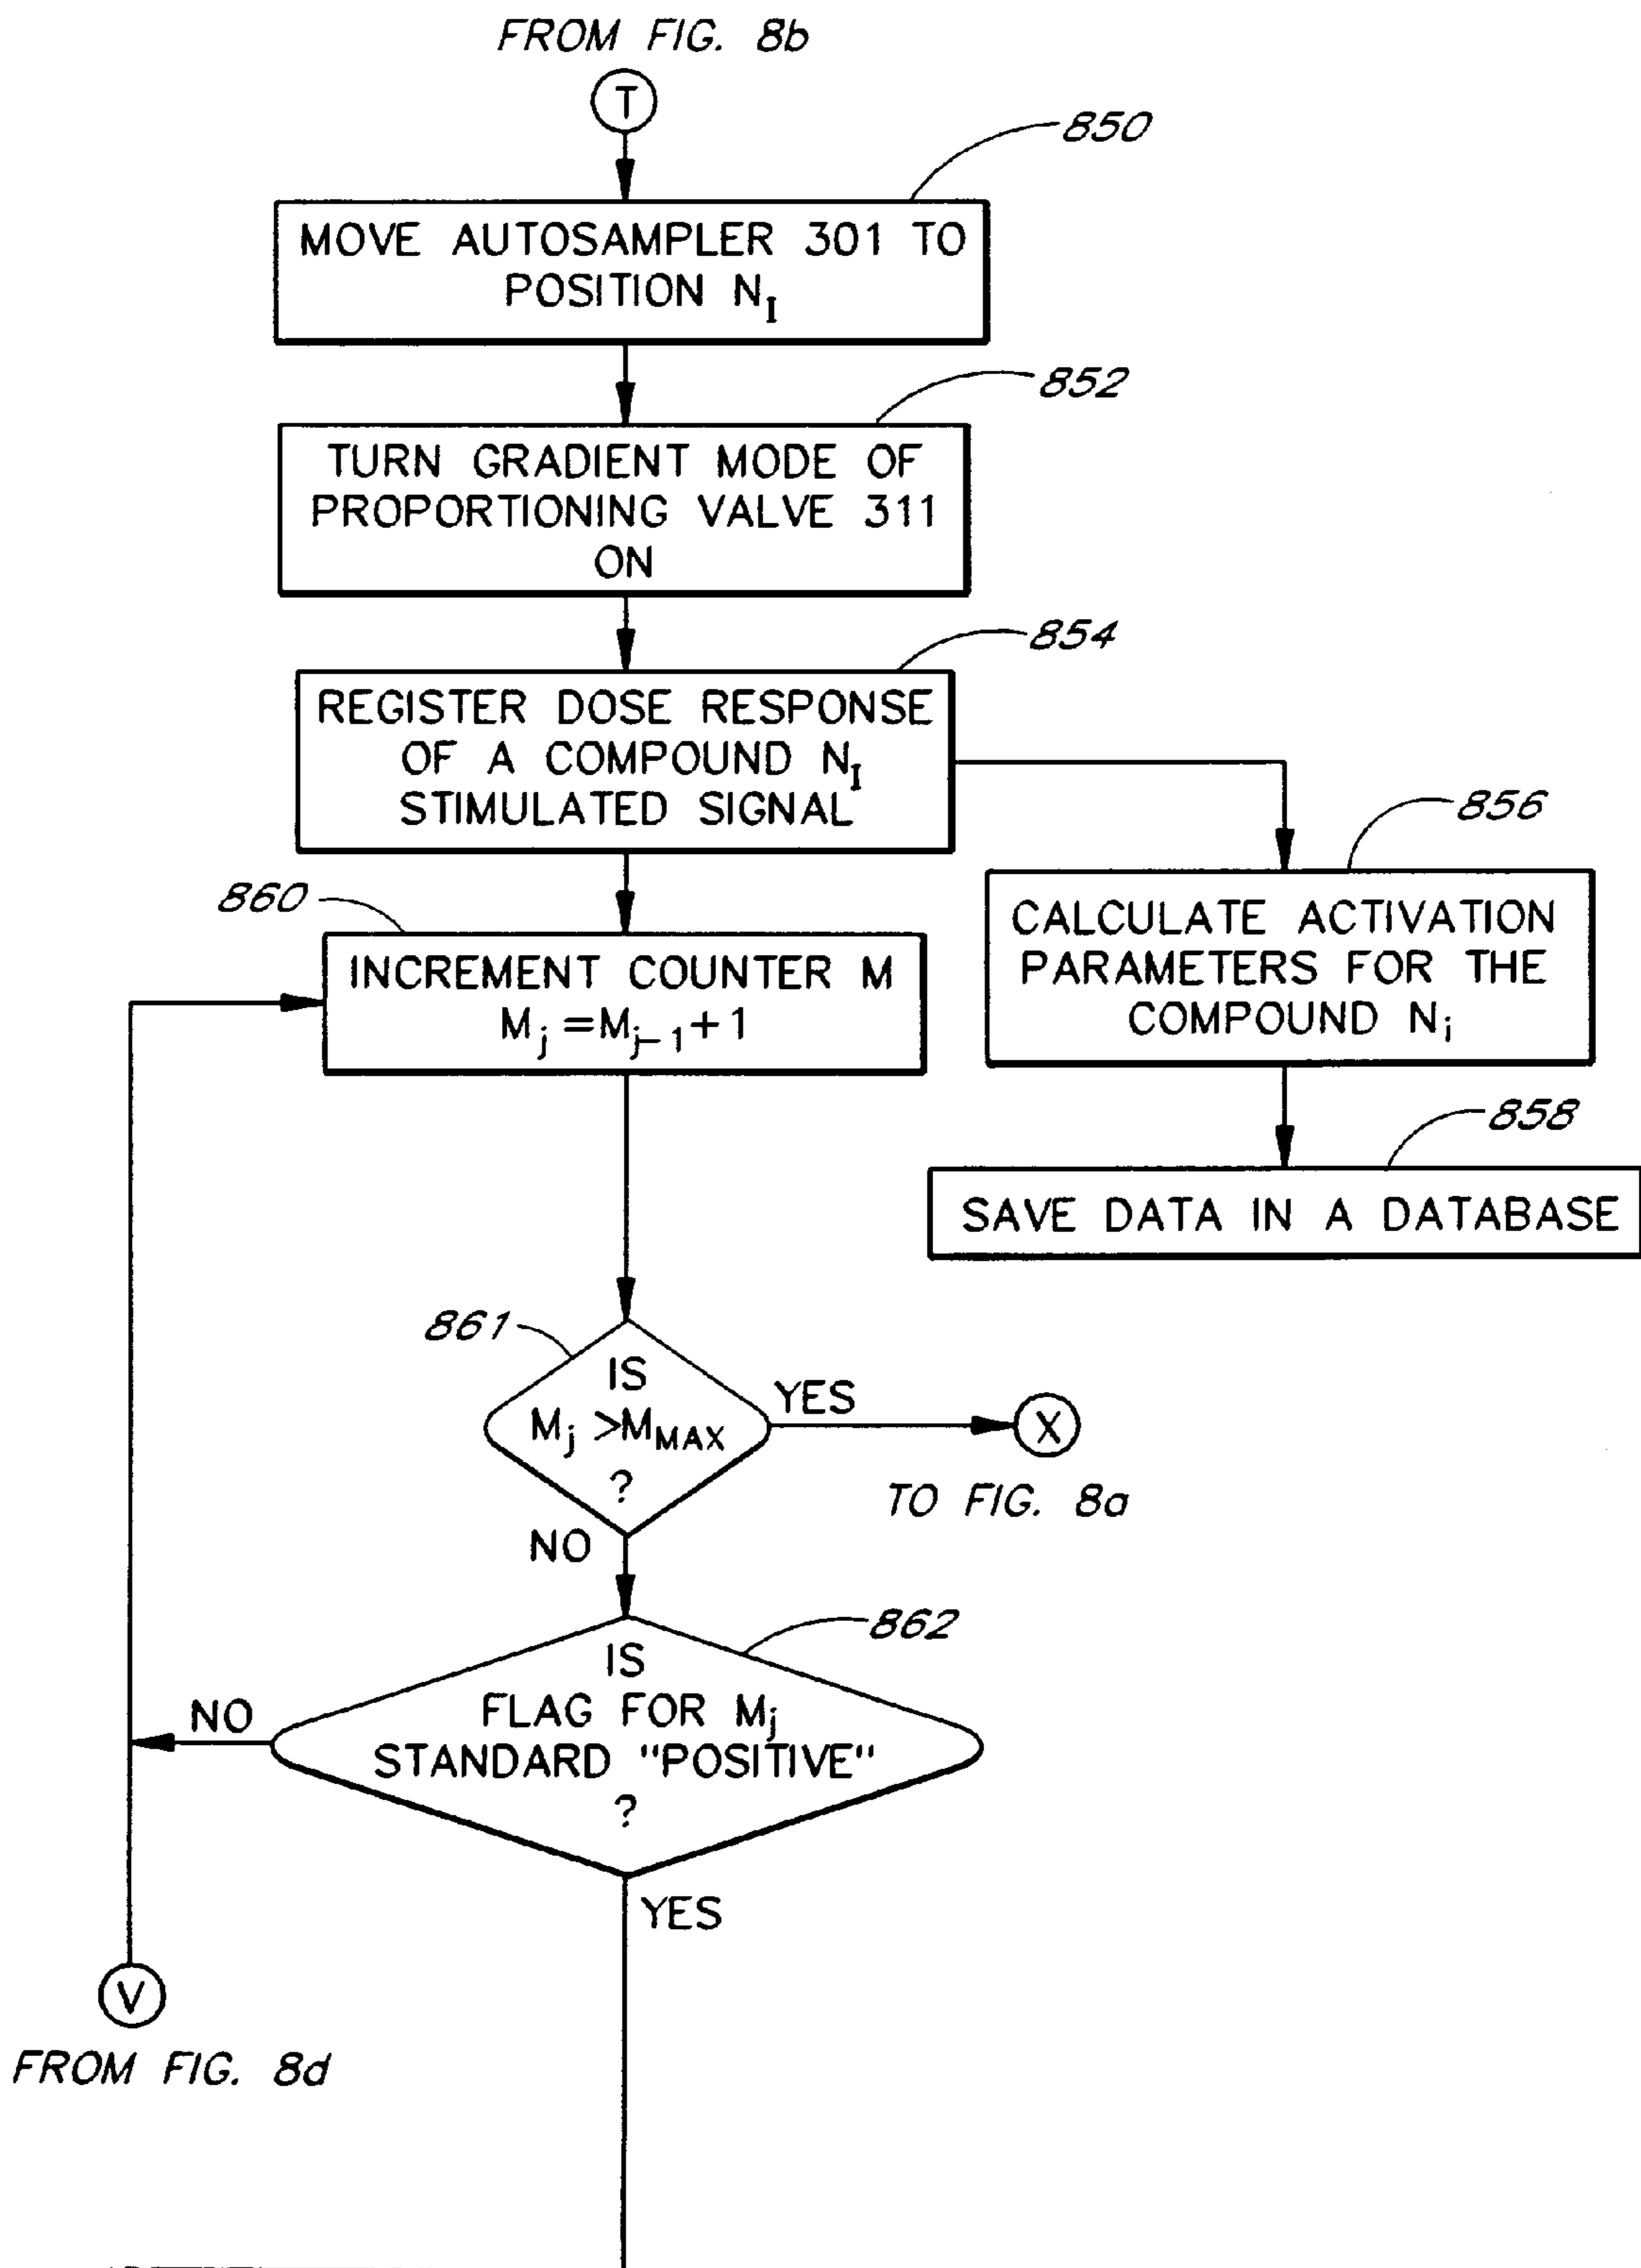 FROM FIG. 8b
T
850
MOVE AUTOSAMPLER 301 TO
POSITION N_I
852
TURN GRADIENT MODE OF
PROPORTIONING VALVE 311
ON
854
REGISTER DOSE RESPONSE
OF A COMPOUND N_I
STIMULATED SIGNAL
856
CALCULATE ACTIVATION
PARAMETERS FOR THE
COMPOUND N_i
858
SAVE DATA IN A DATABASE
860
INCREMENT COUNTER M
M_j = M_{j-1} + 1
861
IS
M_j >M_MAX
?
YES
X
TO FIG. 8a
NO
862
IS
FLAG FOR M_j
STANDARD "POSITIVE"
?
NO
YES
V
FROM FIG. 8d